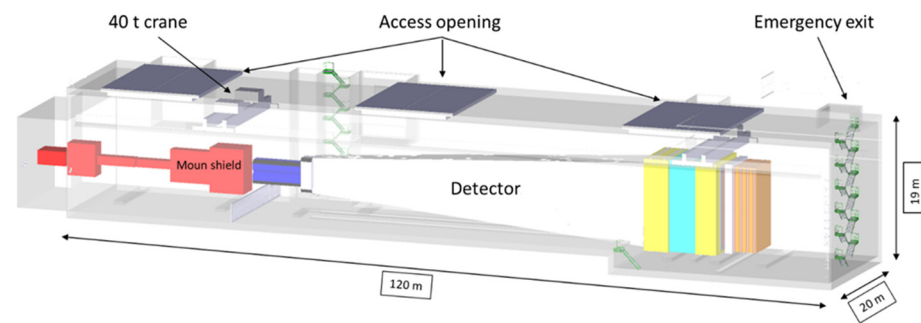 40 t crane
Access opening
Emergency exit
Moun shield
Detector
19 m
120 m
20 m